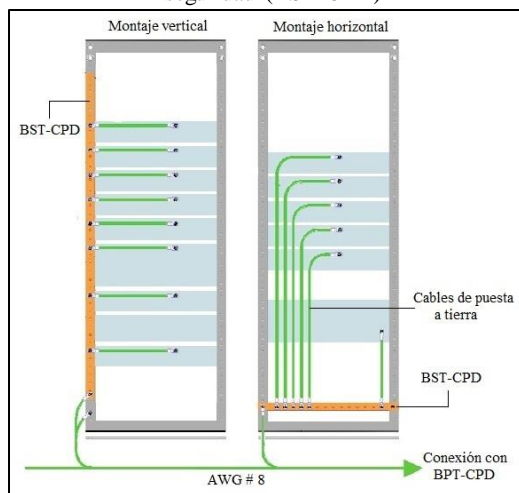 Montaje vertical
Montaje horizontal
BST-CPD
Cables de puesta
a tierra
BST-CPD
Conexión con
BPT-CPD
AWG # 8